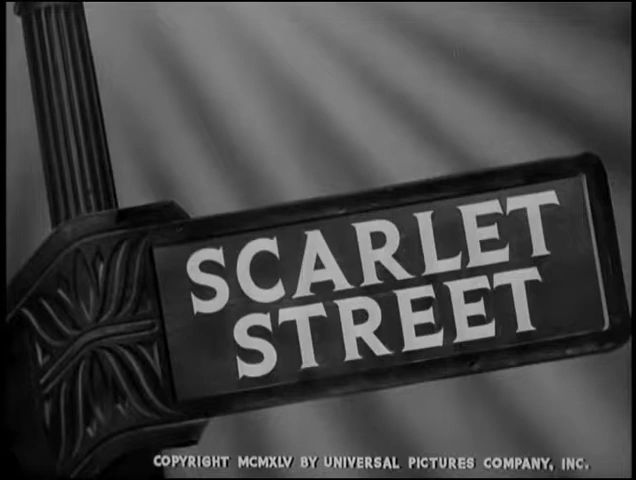 SCARLET
STREET
COPYRIGHT MCMXLV BY UNIVERSAL PICTURES COMPANY, INC.